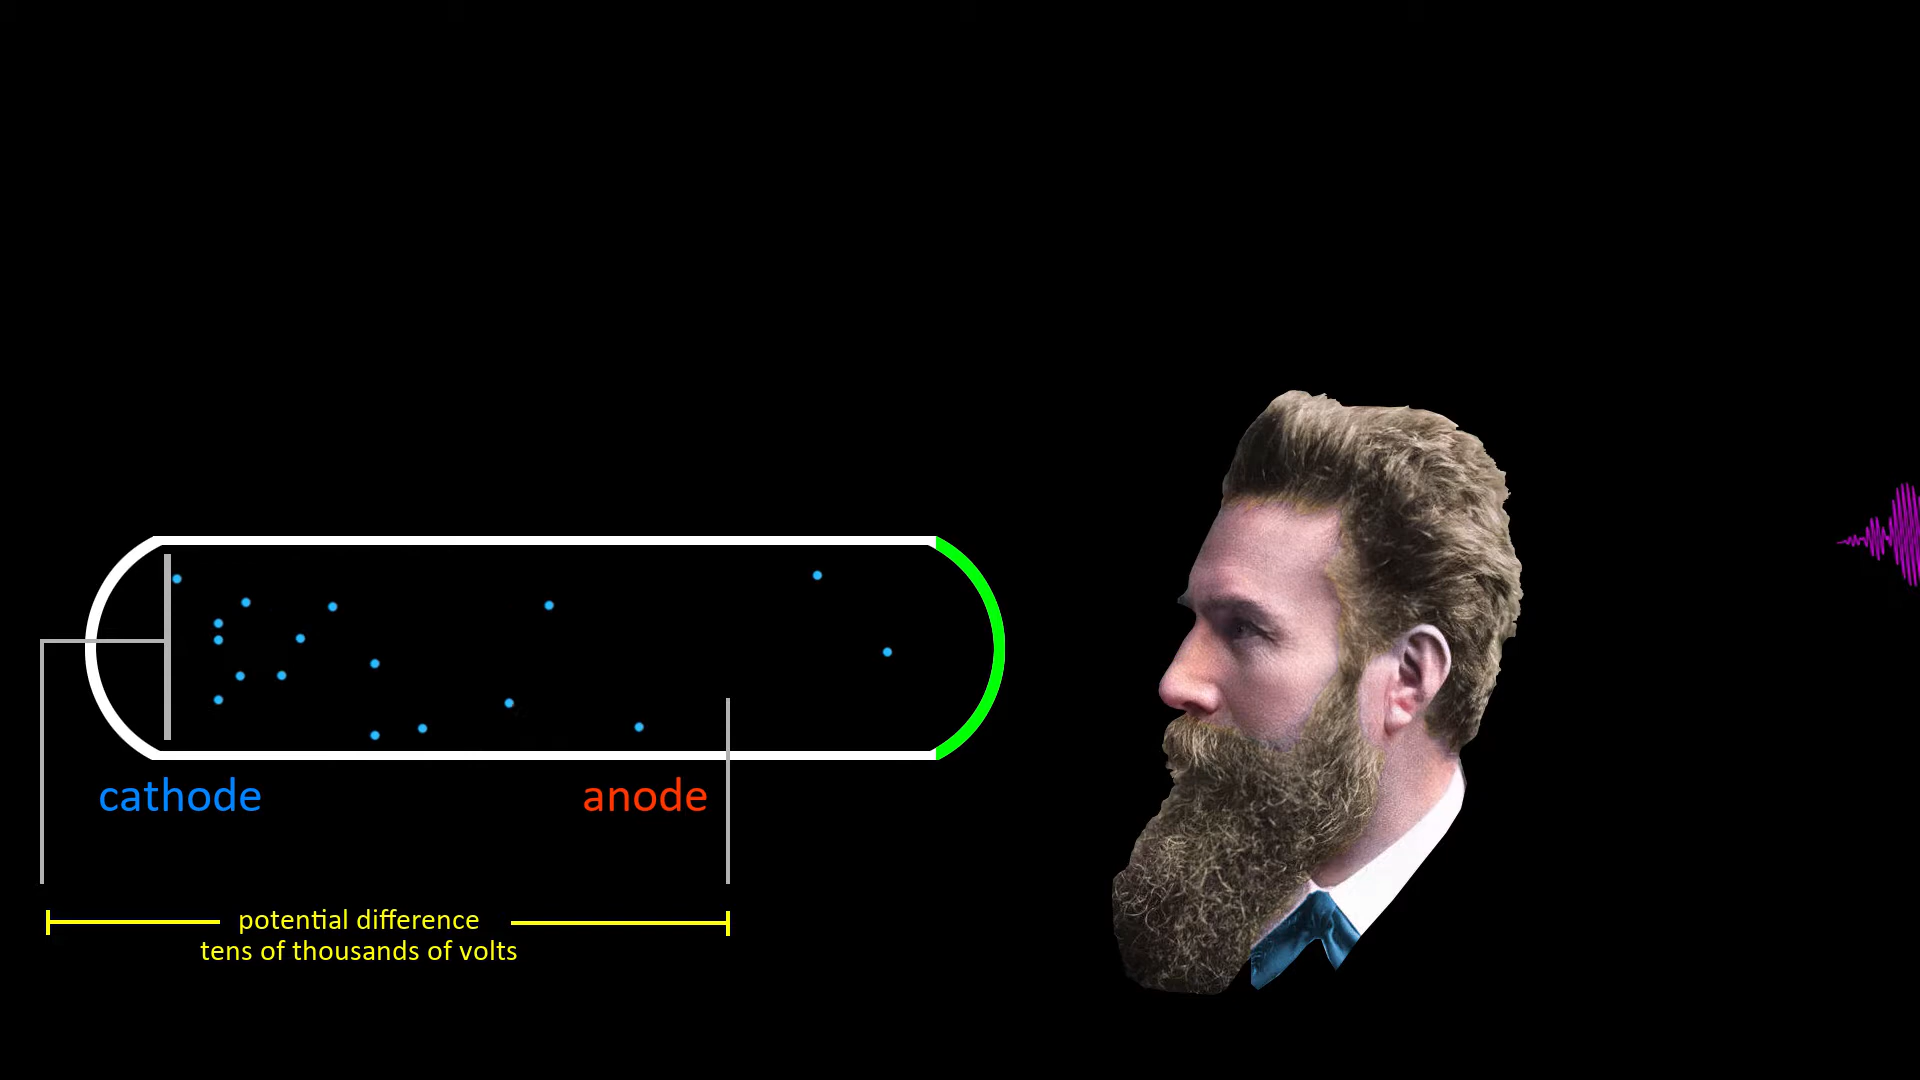 cathode
anode
potential difference
tens of thousands of volts